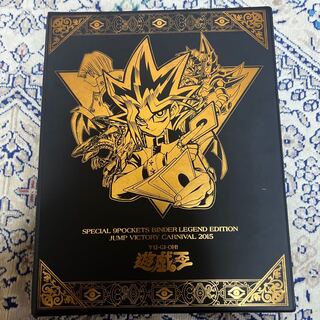 SPECIAL 9POCKETS BINDER LEGEND EDITION
JUMP VICTORY CARNIVAL 2015
YU-GI-OH!
遊戯王